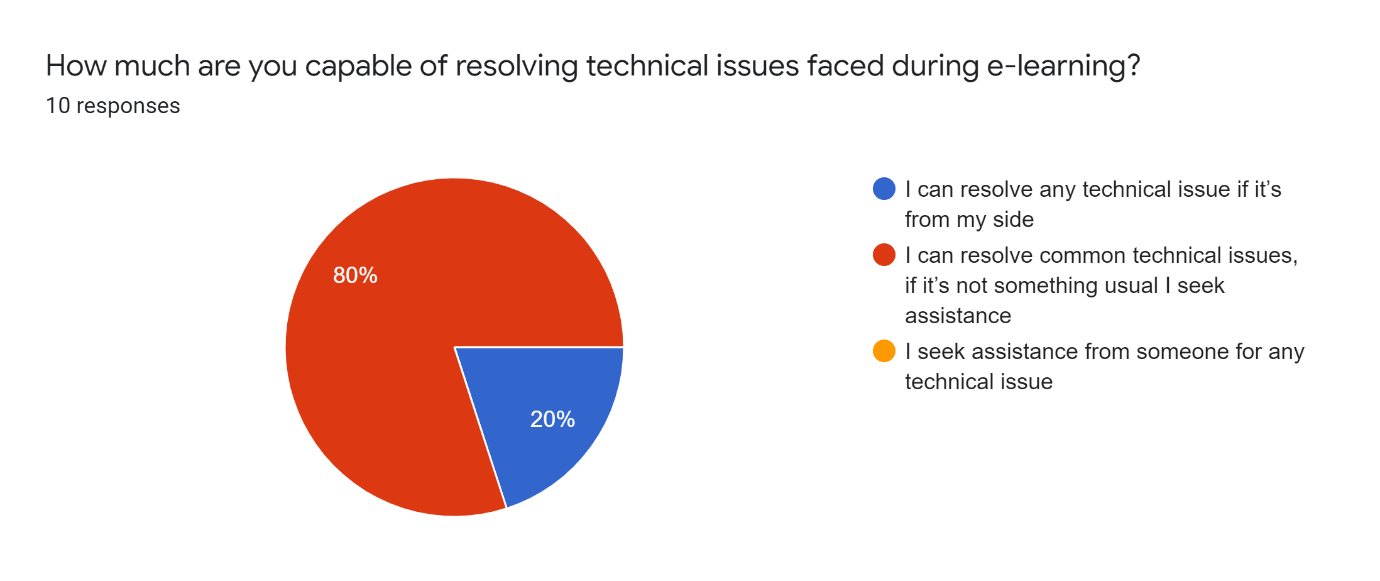 How much are you capable of resolving technical issues faced during e-learning?
10 responses
80%
20%
I can resolve any technical issue if it’s
from my side
I can resolve common technical issues,
if it’s not something usual I seek
assistance
I seek assistance from someone for any
technical issue